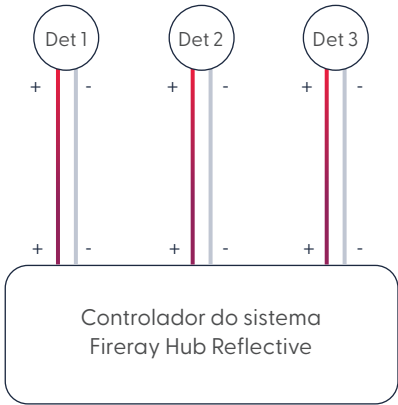 Det 1 Det 2 Det 3
+ - + - + -
+ - + - + -
Controlador do sistema
Fireray Hub Reflective